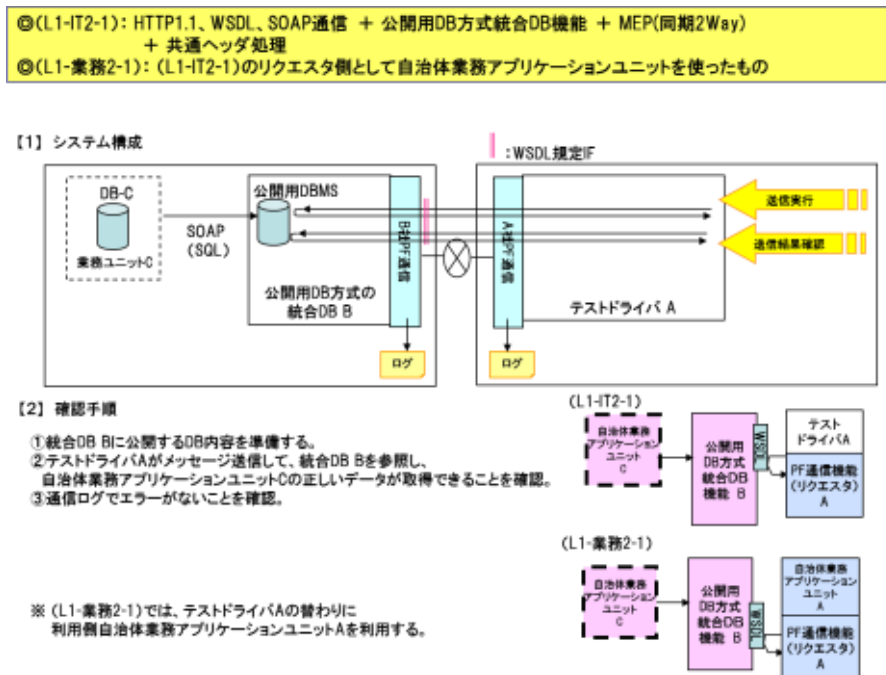 ◎(L1-IT2-1)： HTTP1.1、WSDL、SOAP通信 ＋ 公開用DB方式統合DB機能 ＋ MEP(同期2Way)
＋ 共通ヘッダ処理
◎(L1-業務2-1)： (L1-IT2-1)のリクエスタ側として自治体業務アプリケーションユニットを使ったもの
【1】 システム構成
：WSDL規定IF
DB-C
業務ユニットC
SOAP
(SQL)
公開用DBMS
公開用DB方式の
統合DB B
B社PF通信
ログ
A社PF通信
ログ
テストドライバ A
送信実行
送信結果確認
【2】 確認手順
①統合DB Bに公開するDB内容を準備する。
②テストドライバAがメッセージ送信して、統合DB Bを参照し、
自治体業務アプリケーションユニットCの正しいデータが取得できることを確認。
③通信ログでエラーがないことを確認。
※ (L1-業務2-1)では、テストドライバAの替わりに
利用側自治体業務アプリケーションユニットAを利用する。
(L1-IT2-1)
自治体業務
アプリケーション
ユニット
C
公開用
DB方式
統合DB
機能 B
WSDL
テスト
ドライバA
PF通信機能
(リクエスタ)
A
(L1-業務2-1)
自治体業務
アプリケーション
ユニット
C
公開用
DB方式
統合DB
機能 B
WSDL
自治体業務
アプリケーション
ユニット
A
PF通信機能
(リクエスタ)
A